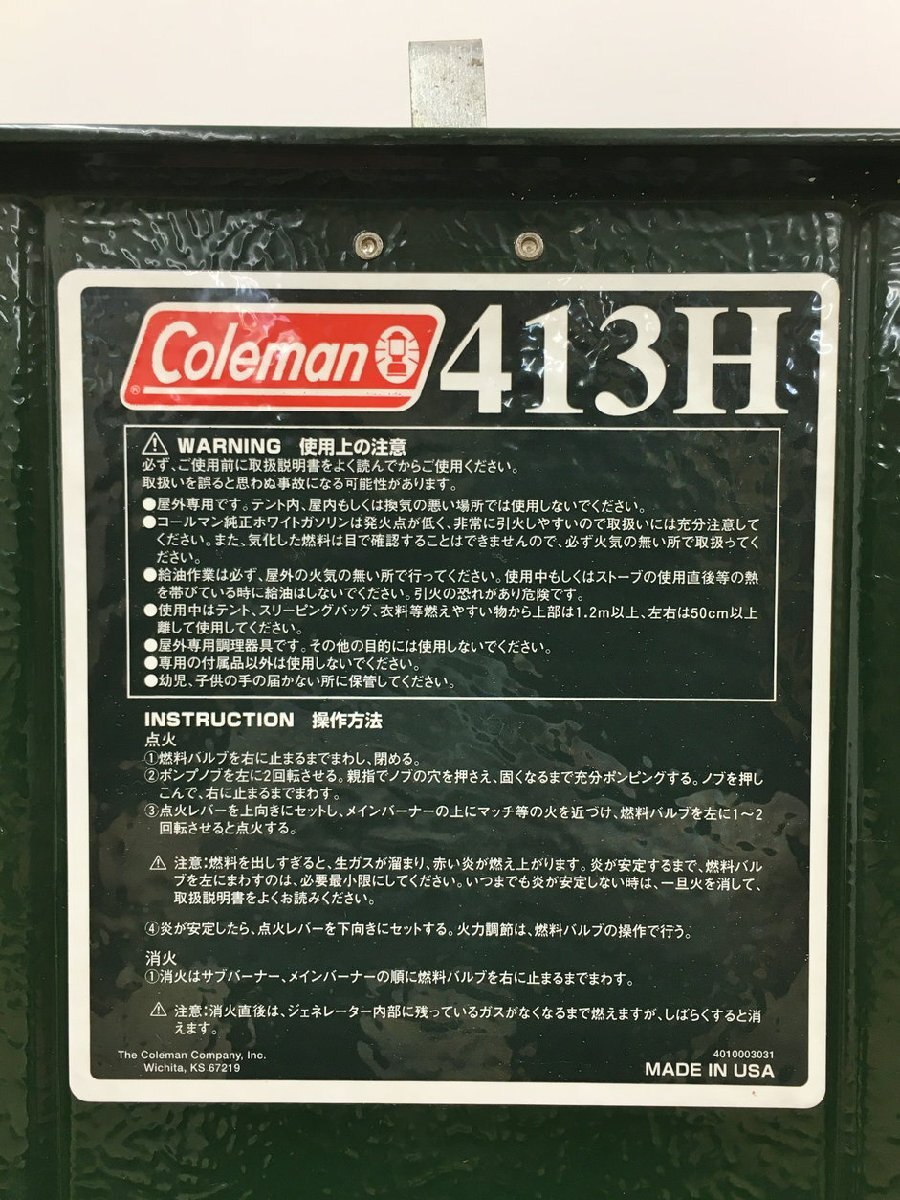 Coleman ® 413H
⚠ WARNING 使用上の注意
必ず、ご使用前に取扱説明書をよく読んでからご使用ください。
取扱いを誤ると思わぬ事故になる可能性があります。
●屋外専用です。テント内、屋内もしくは換気の悪い場所では使用しないでください。
●コールマン純正ホワイトガソリンは発火点が低く、非常に引火しやすいので取扱いには充分注意して
ください。また、気化した燃料は目で確認することはできませんので、必ず火気の無い所で取扱ってく
ださい。
●給油作業は必ず、屋外の火気の無い所で行ってください。使用中もしくはストーブの使用直後等の熱
を帯びている時に給油はしないでください。引火の恐れがあり危険です。
●使用中はテント、スリーピングバッグ、衣料等燃えやすい物から上部は1.2m以上、左右は50cm以上
離して使用してください。
●屋外専用調理器具です。その他の目的には使用しないでください。
●専用の付属品以外は使用しないでください。
●幼児、子供の手の届かない所に保管してください。
INSTRUCTION 操作方法
点火
①燃料バルブを右に止まるまでまわし、閉める。
②ポンプノブを左に2回転させる。親指でノブの穴を押さえ、固くなるまで充分ポンピングする。ノブを押し
こんで、右に止まるまでまわす。
③点火レバーを上向きにセットし、メインバーナーの上にマッチ等の火を近づけ、燃料バルブを左に1～2
回転させると点火する。
⚠ 注意:燃料を出しすぎると、生ガスが溜まり、赤い炎が燃え上がります。炎が安定するまで、燃料バル
ブを左にまわすのは、必要最小限にしてください。いつまでも炎が安定しない時は、一旦火を消して、
取扱説明書をよくお読みください。
④炎が安定したら、点火レバーを下向きにセットする。火力調節は、燃料バルブの操作で行う。
消火
①消火はサブバーナー、メインバーナーの順に燃料バルブを右に止まるまでまわす。
⚠ 注意:消火直後は、ジェネレーター内部に残っているガスがなくなるまで燃えますが、しばらくすると消
えます。
The Coleman Company, Inc.
Wichita, KS 67219
4010003031
MADE IN USA